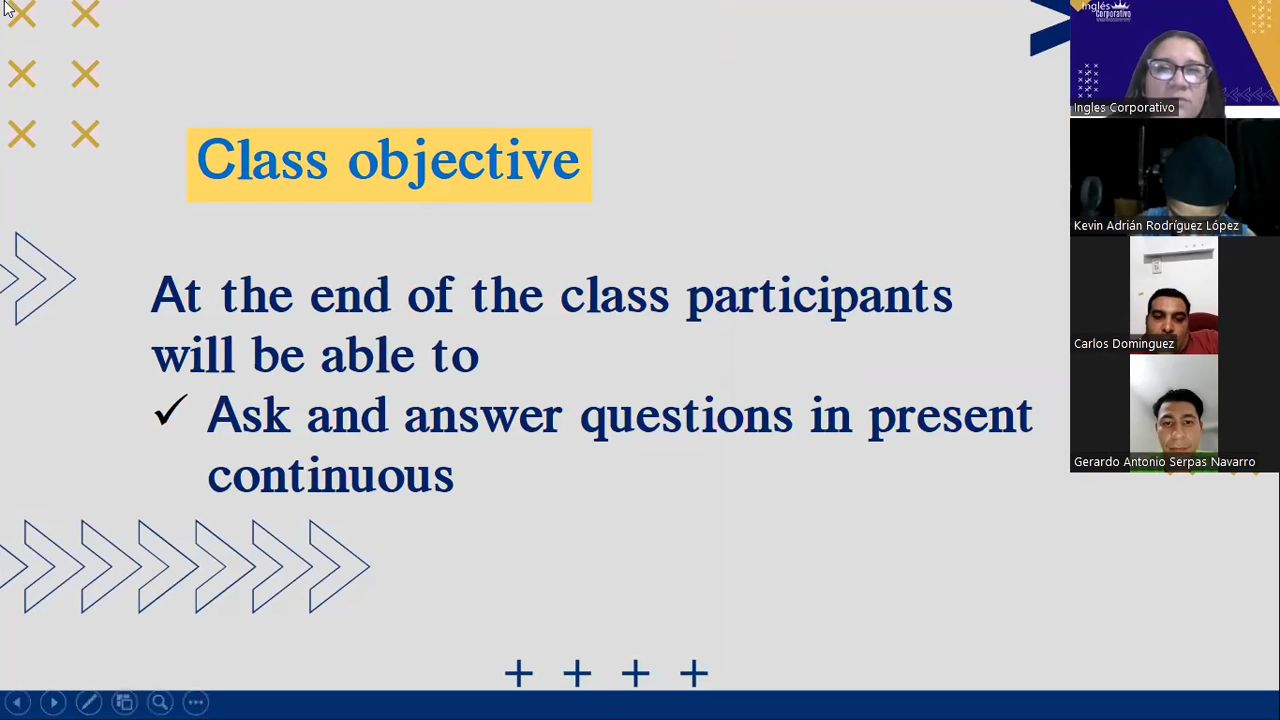 Class objective
At the end of the class participants
will be able to
✓ Ask and answer questions in present
continuous
Inglés
corporativo
Ingles Corporativo
Kevin Adrián Rodríguez López
Carlos Dominguez
Gerardo Antonio Serpas Navarro